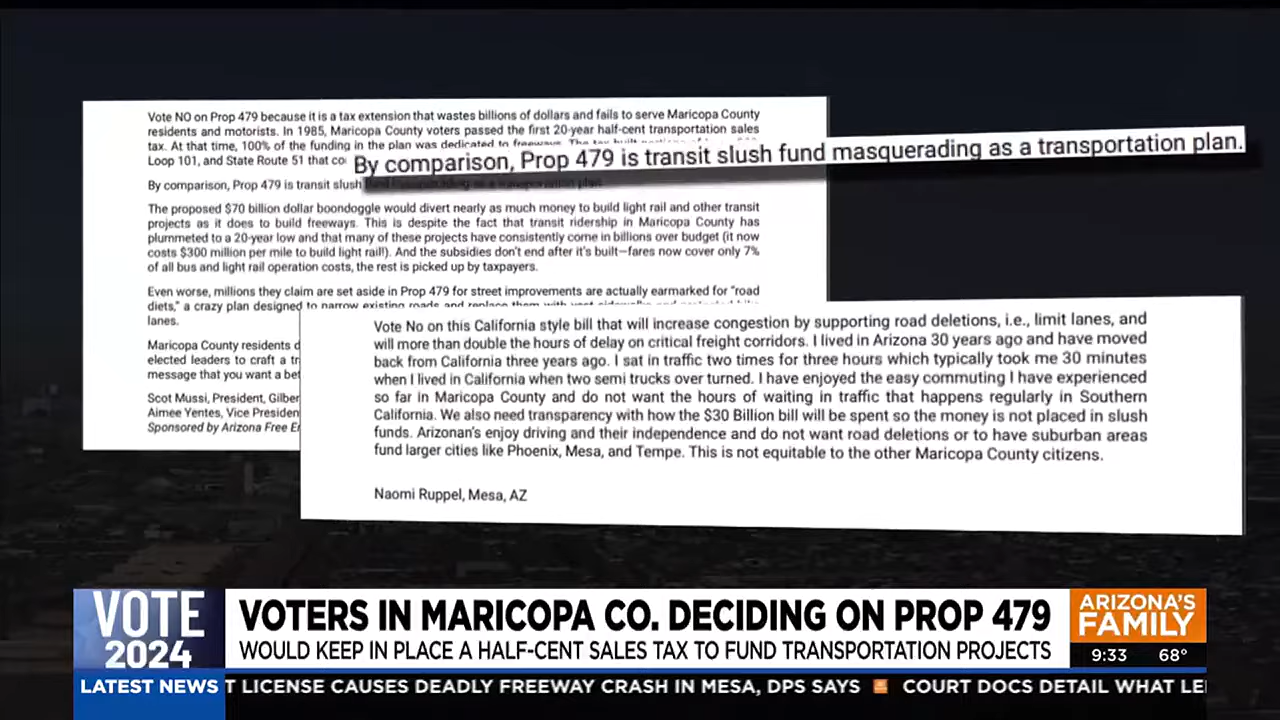 Vote NO on Prop 479 because it is a tax extension that wastes billions of dollars and fails to serve Maricopa County
residents and motorists. In 1985, Maricopa County voters passed the first 20-year half-cent transportation sales
tax. At that time, 100% of the funding in the plan was dedicated to freeways. The tax built
Loop 101, and State Route 51 that co
By comparison, Prop 479 is transit slush fund masquerading as a transportation plan.
By comparison, Prop 479 is transit slush
The proposed $70 billion dollar boondoggle would divert nearly as much money to build light rail and other transit
projects as it does to build freeways. This is despite the fact that transit ridership in Maricopa County has
plummeted to a 20-year low and that many of these projects have consistently come in billions over budget (it now
costs $300 million per mile to build light rail!). And the subsidies don't end after it's built—fares now cover only 7%
of all bus and light rail operation costs, the rest is picked up by taxpayers.
Even worse, millions they claim are set aside in Prop 479 for street improvements are actually earmarked for "road
diets," a crazy plan designed to narrow existing roads and replace them with vast sidewalks and protected bike
lanes.
Maricopa County residents d
elected leaders to craft a tr
message that you want a bet
Scot Mussi, President, Gilber
Aimee Yentes, Vice Presiden
Sponsored by Arizona Free En
Vote No on this California style bill that will increase congestion by supporting road deletions, i.e., limit lanes, and
will more than double the hours of delay on critical freight corridors. I lived in Arizona 30 years ago and have moved
back from California three years ago. I sat in traffic two times for three hours which typically took me 30 minutes
when I lived in California when two semi trucks over turned. I have enjoyed the easy commuting I have experienced
so far in Maricopa County and do not want the hours of waiting in traffic that happens regularly in Southern
California. We also need transparency with how the $30 Billion bill will be spent so the money is not placed in slush
funds. Arizonan's enjoy driving and their independence and do not want road deletions or to have suburban areas
fund larger cities like Phoenix, Mesa, and Tempe. This is not equitable to the other Maricopa County citizens.
Naomi Ruppel, Mesa, AZ
VOTE
2024
VOTERS IN MARICOPA CO. DECIDING ON PROP 479
WOULD KEEP IN PLACE A HALF-CENT SALES TAX TO FUND TRANSPORTATION PROJECTS
ARIZONA'S
FAMILY
9:33 68°
LATEST NEWS
T LICENSE CAUSES DEADLY FREEWAY CRASH IN MESA, DPS SAYS COURT DOCS DETAIL WHAT LE